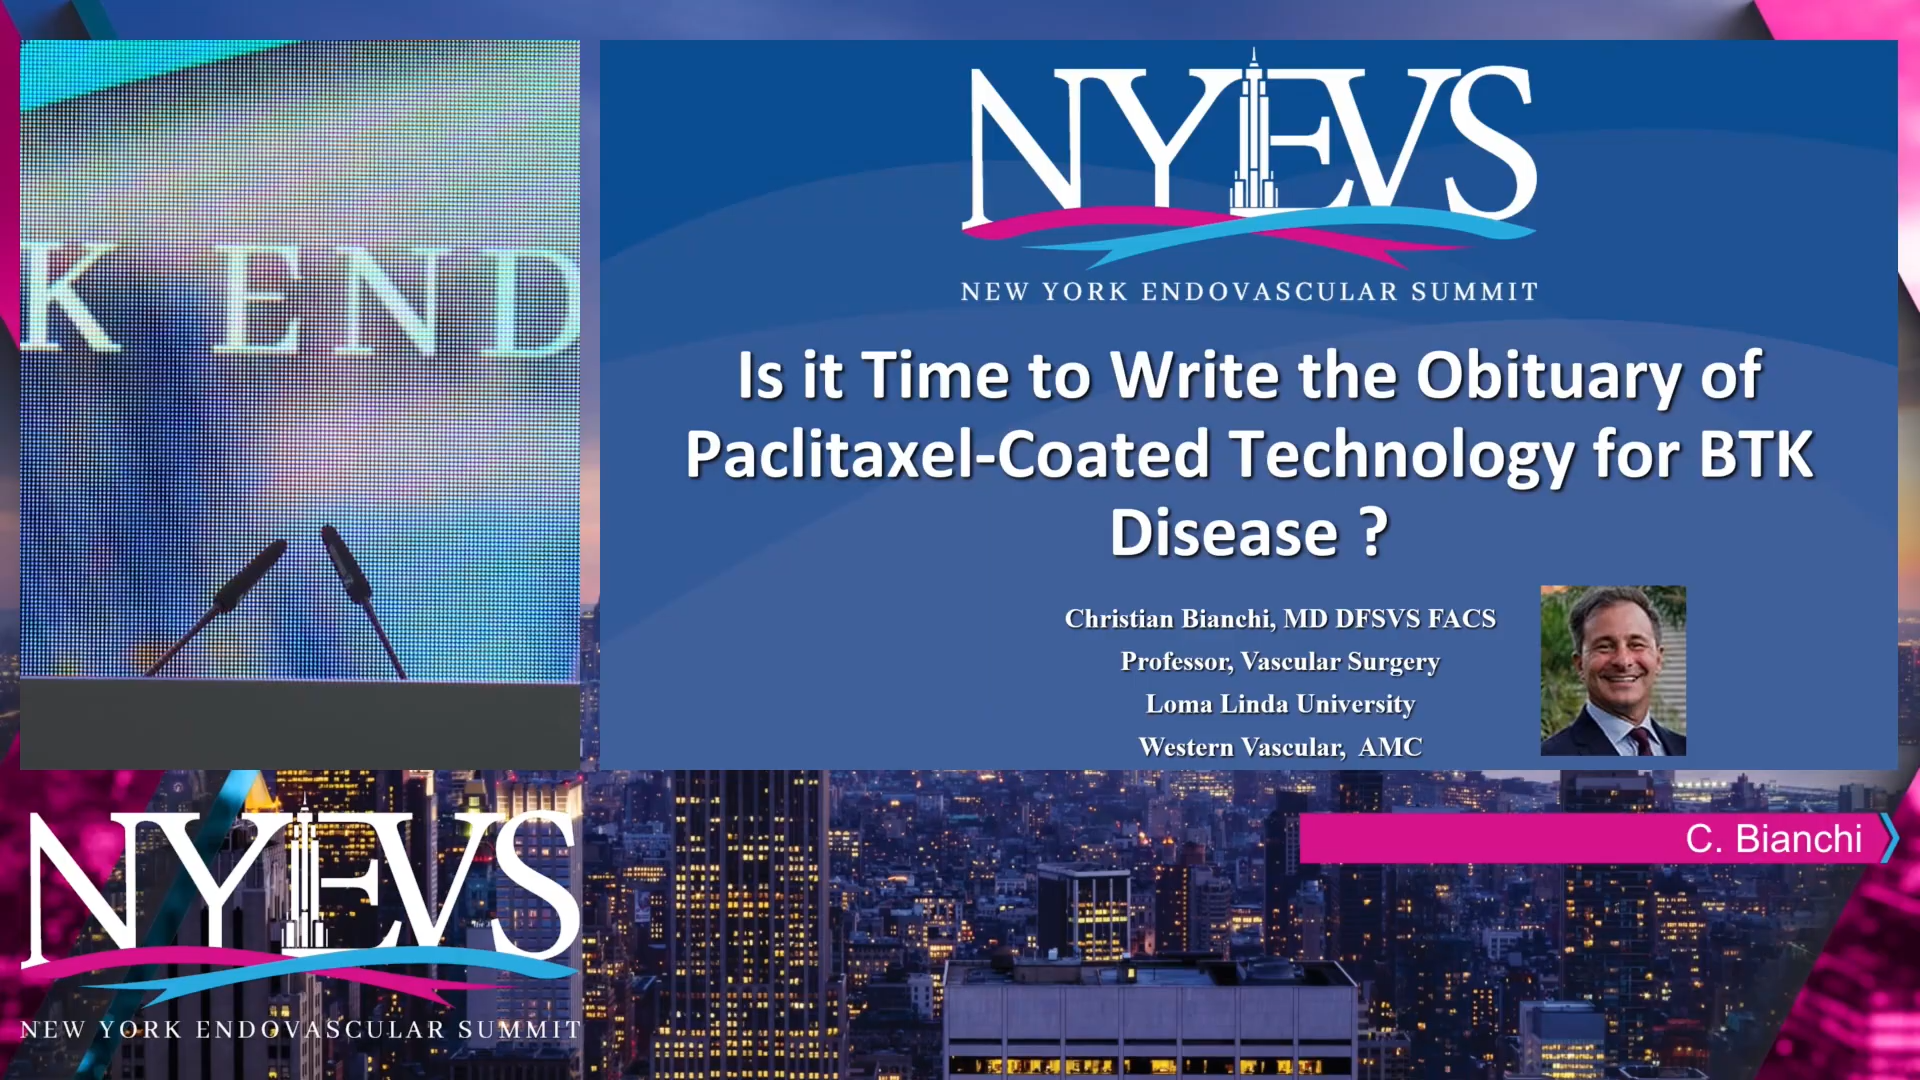 K END
NYEVS
NEW YORK ENDOVASCULAR SUMMIT
Is it Time to Write the Obituary of
Paclitaxel-Coated Technology for BTK
Disease ?
Christian Bianchi, MD DFSVS FACS
Professor, Vascular Surgery
Loma Linda University
Western Vascular, AMC
C. Bianchi
NYEVS
NEW YORK ENDOVASCULAR SUMMIT